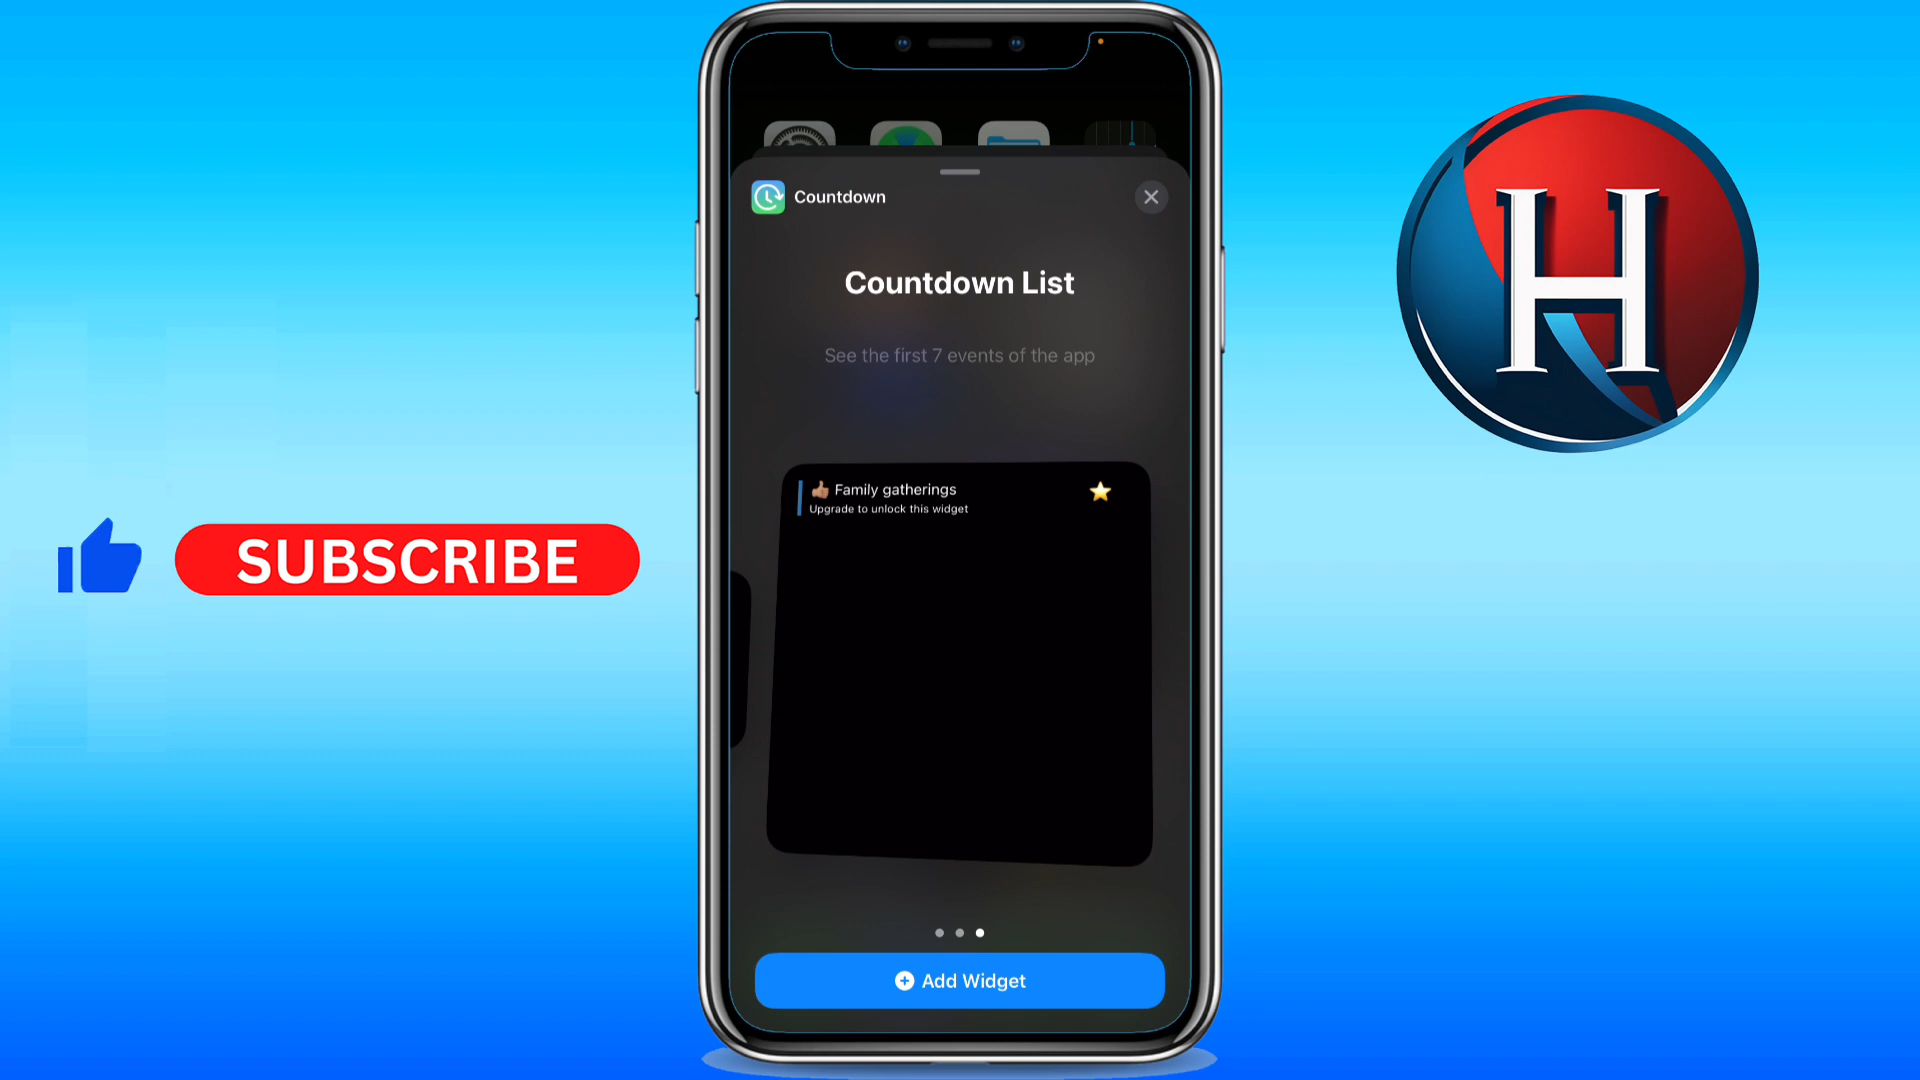 Countdown
Countdown List
See the first 7 events of the app
👍🏽 Family gatherings
Upgrade to unlock this widget
Add Widget
SUBSCRIBE
H